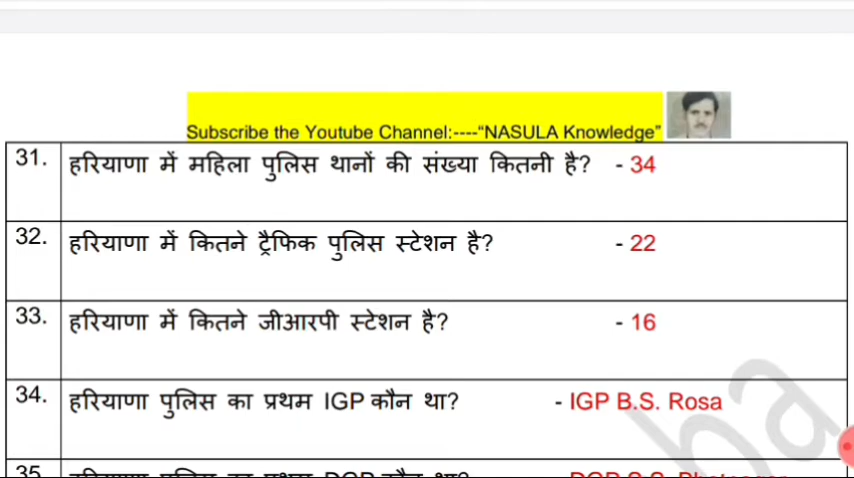 Subscribe the Youtube Channel:----“NASULA Knowledge”
31. हरियाणा में महिला पुलिस थानों की संख्या कितनी है? - 34
32. हरियाणा में कितने ट्रैफिक पुलिस स्टेशन है? - 22
33. हरियाणा में कितने जीआरपी स्टेशन है? - 16
34. हरियाणा पुलिस का प्रथम IGP कौन था? - IGP B.S. Rosa
35